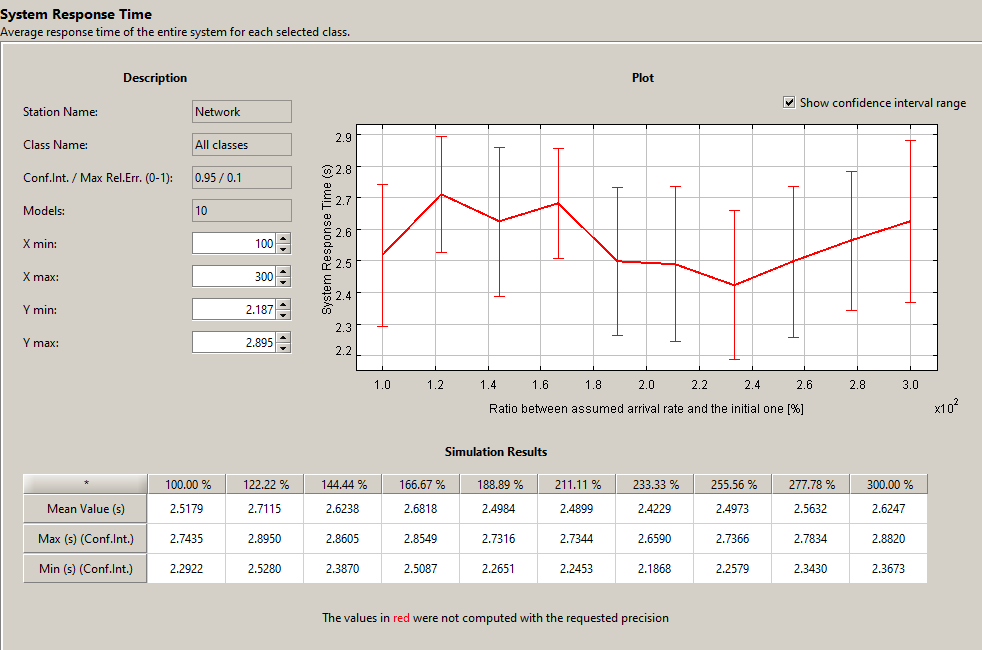 System Response Time
Average response time of the entire system for each selected class.
Description
Station Name: Network
Class Name: All classes
Conf.Int. / Max Rel.Err. (0-1): 0.95 / 0.1
Models: 10
X min: 100
X max: 300
Y min: 2.187
Y max: 2.895
Plot
Show confidence interval range
System Response Time (s)
2.9
2.8
2.7
2.6
2.5
2.4
2.3
2.2
1.0 1.2 1.4 1.6 1.8 2.0 2.2 2.4 2.6 2.8 3.0
Ratio between assumed arrival rate and the initial one [%] x10²
Simulation Results
* 100.00 % 122.22 % 144.44 % 166.67 % 188.89 % 211.11 % 233.33 % 255.56 % 277.78 % 300.00 %
Mean Value (s) 2.5179 2.7115 2.6238 2.6818 2.4984 2.4899 2.4229 2.4973 2.5632 2.6247
Max (s) (Conf.Int.) 2.7435 2.8950 2.8605 2.8549 2.7316 2.7344 2.6590 2.7366 2.7834 2.8820
Min (s) (Conf.Int.) 2.2922 2.5280 2.3870 2.5087 2.2651 2.2453 2.1868 2.2579 2.3430 2.3673
The values in red were not computed with the requested precision